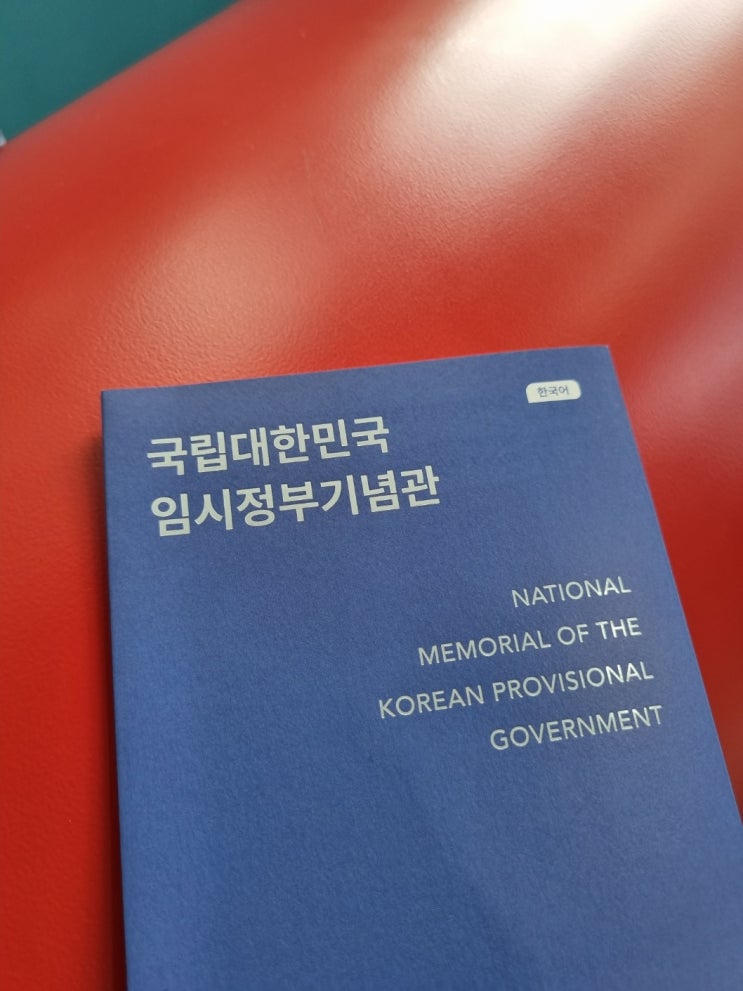 한국어
국립대한민국
임시정부기념관
NATIONAL
MEMORIAL OF THE
KOREAN PROVISIONAL
GOVERNMENT